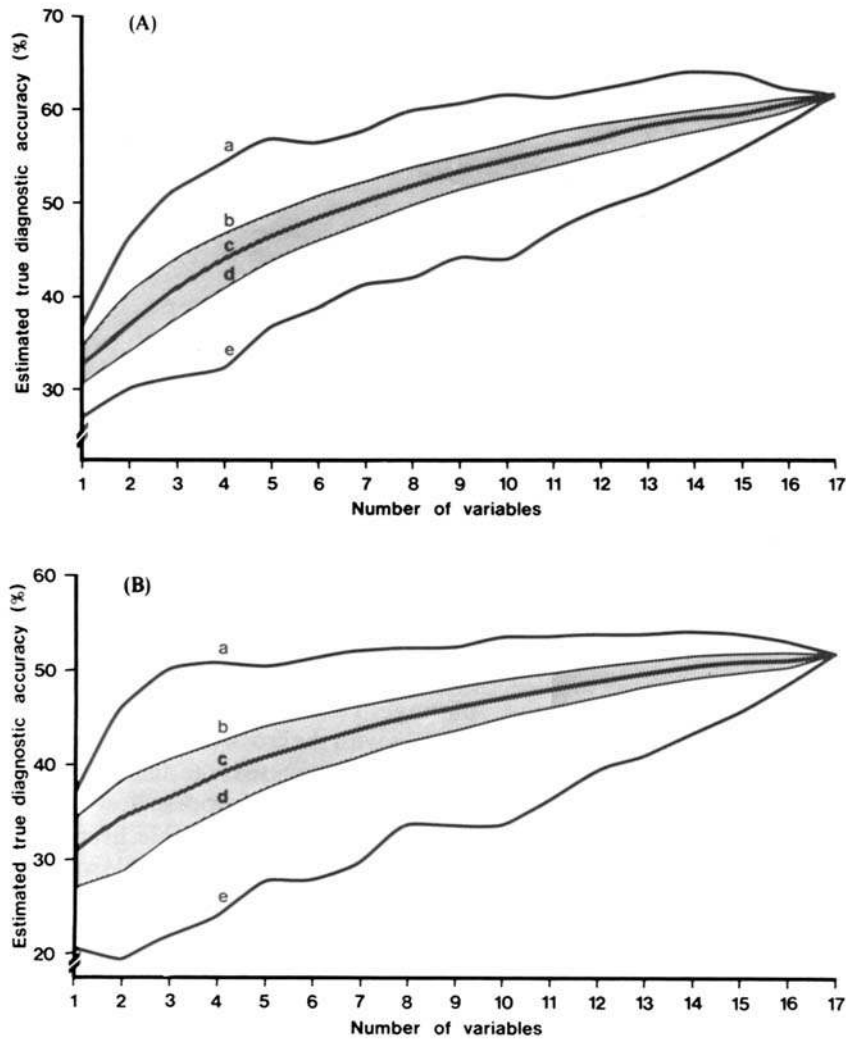 (A)
Estimated true diagnostic accuracy (%)
70
60
50
40
30
a
b
c
d
e
1 2 3 4 5 6 7 8 9 10 11 12 13 14 15 16 17
Number of variables
(B)
Estimated true diagnostic accuracy (%)
60
50
40
30
20
a
b
c
d
e
1 2 3 4 5 6 7 8 9 10 11 12 13 14 15 16 17
Number of variables